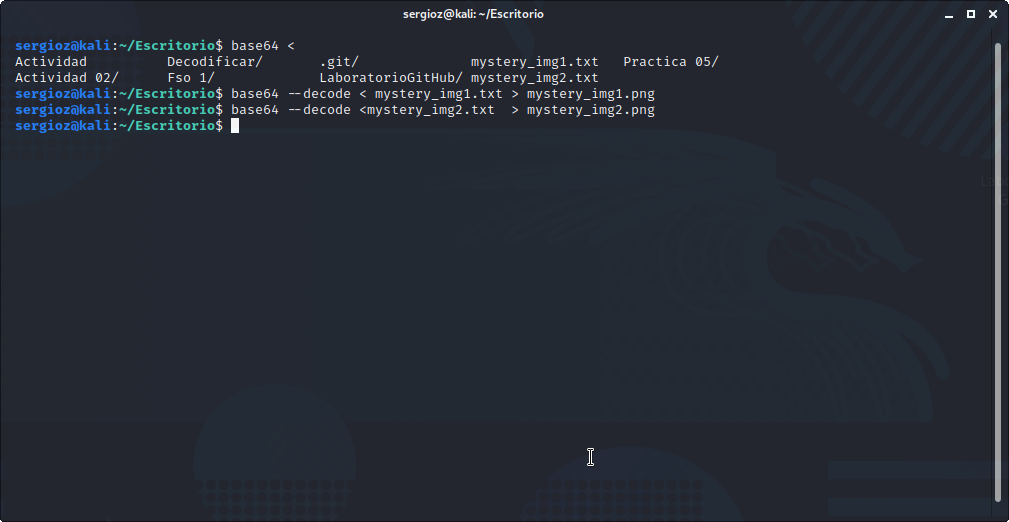 sergioz@kali: ~/Escritorio
sergioz@kali:~/Escritorio$ base64 <
Actividad          Decodificar/       .git/              mystery_img1.txt   Practica 05/
Actividad 02/      Fso 1/             LaboratorioGitHub/ mystery_img2.txt
sergioz@kali:~/Escritorio$ base64 --decode < mystery_img1.txt > mystery_img1.png
sergioz@kali:~/Escritorio$ base64 --decode <mystery_img2.txt  > mystery_img2.png
sergioz@kali:~/Escritorio$